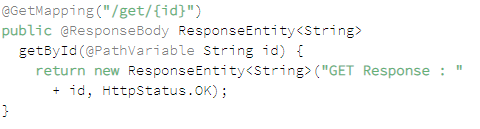 @GetMapping("/get/{id}")
public @ResponseBody ResponseEntity<String>
  getById(@PathVariable String id) {
    return new ResponseEntity<String>("GET Response : "
      + id, HttpStatus.OK);
}